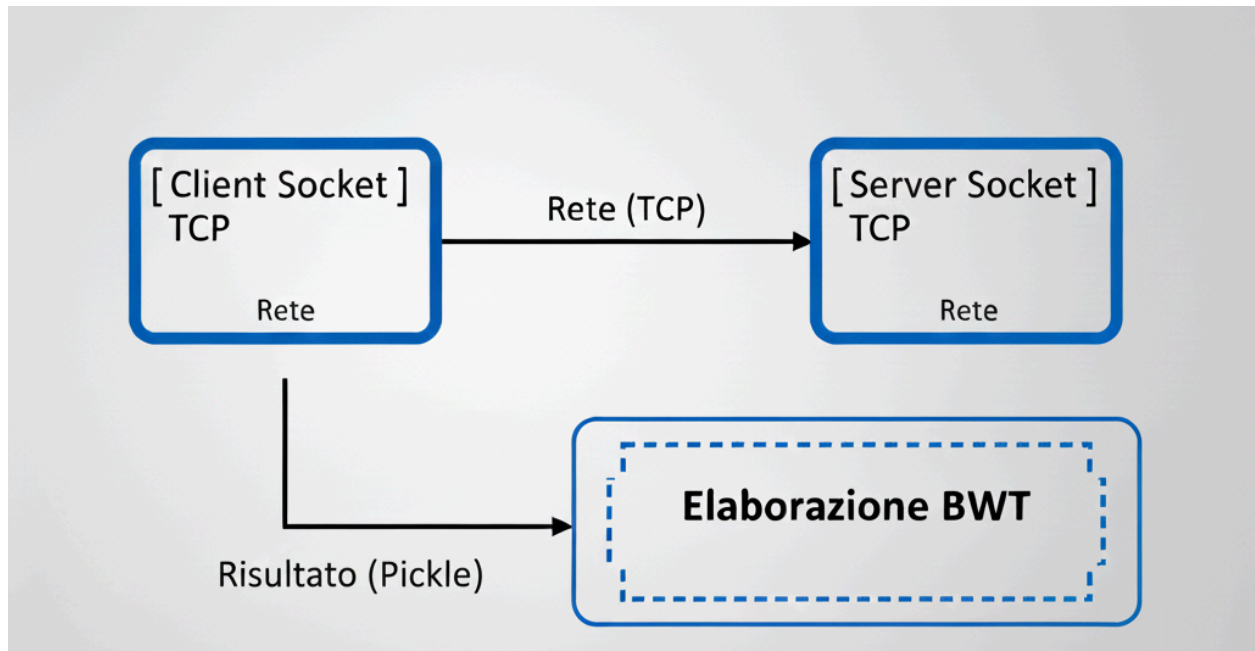 [ Client Socket ]
TCP
Rete
Rete (TCP)
[ Server Socket ]
TCP
Rete
Elaborazione BWT
Risultato (Pickle)